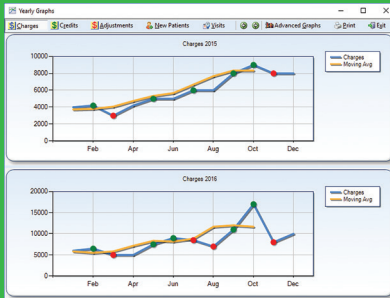 Yearly Graphs
Charges Credits Adjustments New Patients Visits Advanced Graphs Print Exit
Charges 2015
10000
8000
6000
4000
2000
0
Feb Apr Jun Aug Oct Dec
Charges
Moving Avg
Charges 2016
20000
15000
10000
5000
0
Feb Apr Jun Aug Oct Dec
Charges
Moving Avg